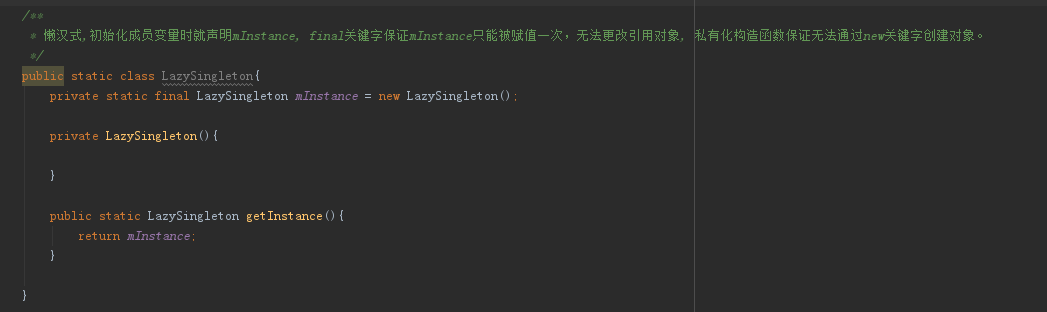 /**
 * 懒汉式,初始化成员变量时就声明mInstance, final关键字保证mInstance只能被赋值一次，无法更改引用对象, 私有化构造函数保证无法通过new关键字创建对象。
 */
public static class LazySingleton{
    private static final LazySingleton mInstance = new LazySingleton();
    private LazySingleton(){
    }
    public static LazySingleton getInstance(){
        return mInstance;
    }
}